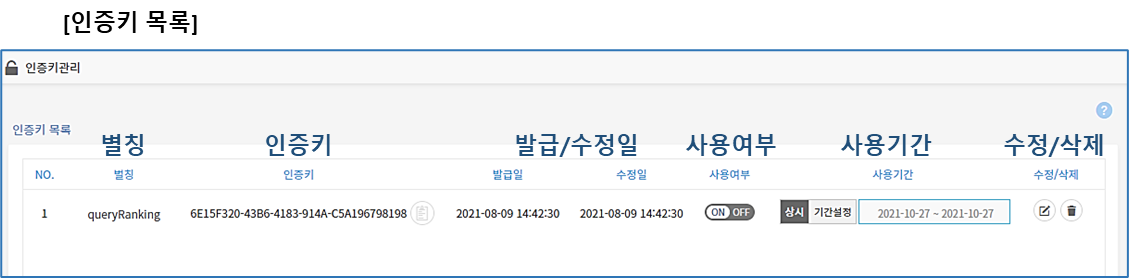 [인증키 목록]
인증키관리
?
인증키 목록
별칭 인증키 발급/수정일 사용여부 사용기간 수정/삭제
NO. 별칭 인증키 발급일 수정일 사용여부 사용기간 수정/삭제
1 queryRanking 6E15F320-43B6-4183-914A-C5A196798198 2021-08-09 14:42:30 2021-08-09 14:42:30 ON OFF 상시 기간설정 2021-10-27 ~ 2021-10-27